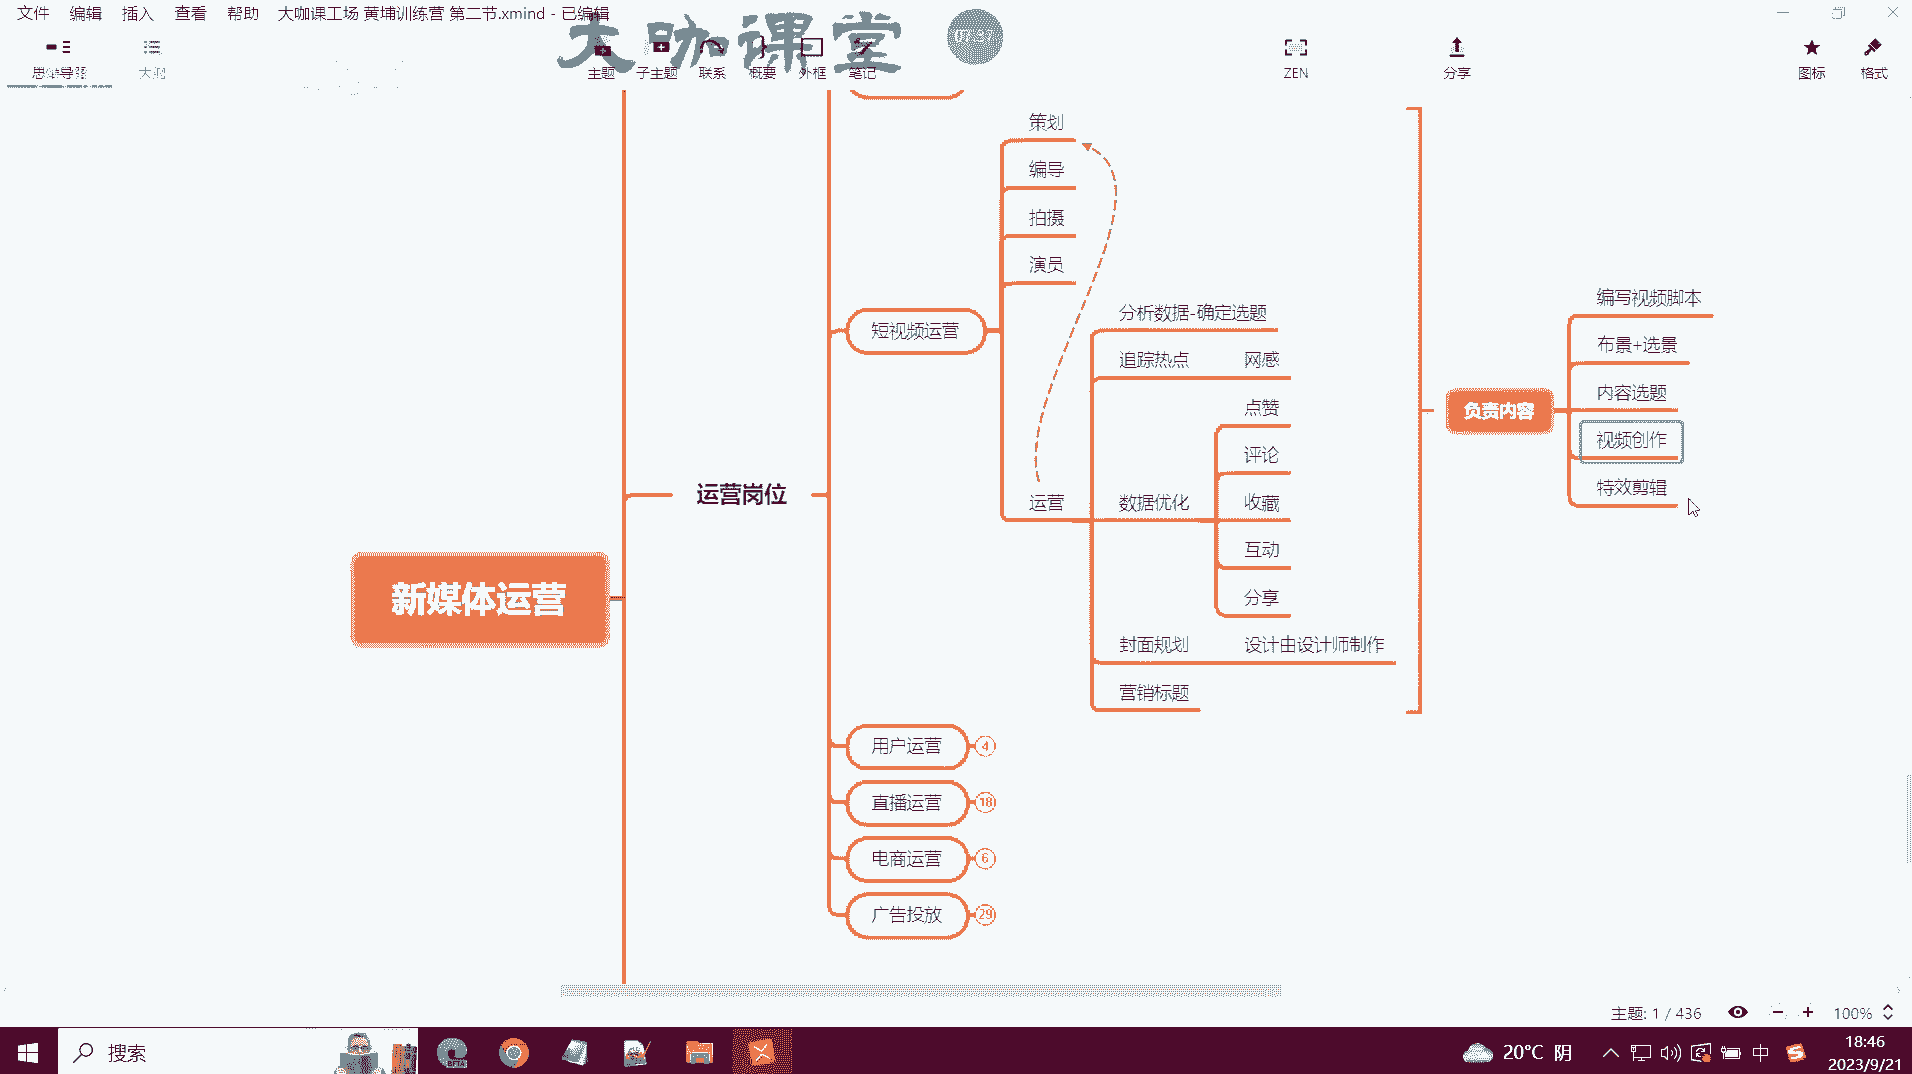 文件 编辑 插入 查看 帮助 大咖课工场 黄埔训练营 第二节.xmind - 已编辑
大咖课堂
思维导图 大纲 主题 子主题 联系 概要 外框 笔记 ZEN 分享 图标 格式
策划
编导
拍摄
演员
短视频运营
分析数据-确定选题
追踪热点 网感
点赞
评论
运营 数据优化 收藏
互动
分享
封面规划 设计由设计师制作
营销标题
负责内容
编写视频脚本
布景+选景
内容选题
视频创作
特效剪辑
运营岗位
新媒体运营
用户运营 4
直播运营 18
电商运营 6
广告投放 29
主题: 1 / 436 100%
搜索
BETA
20°C 阴
中
18:46
2023/9/21